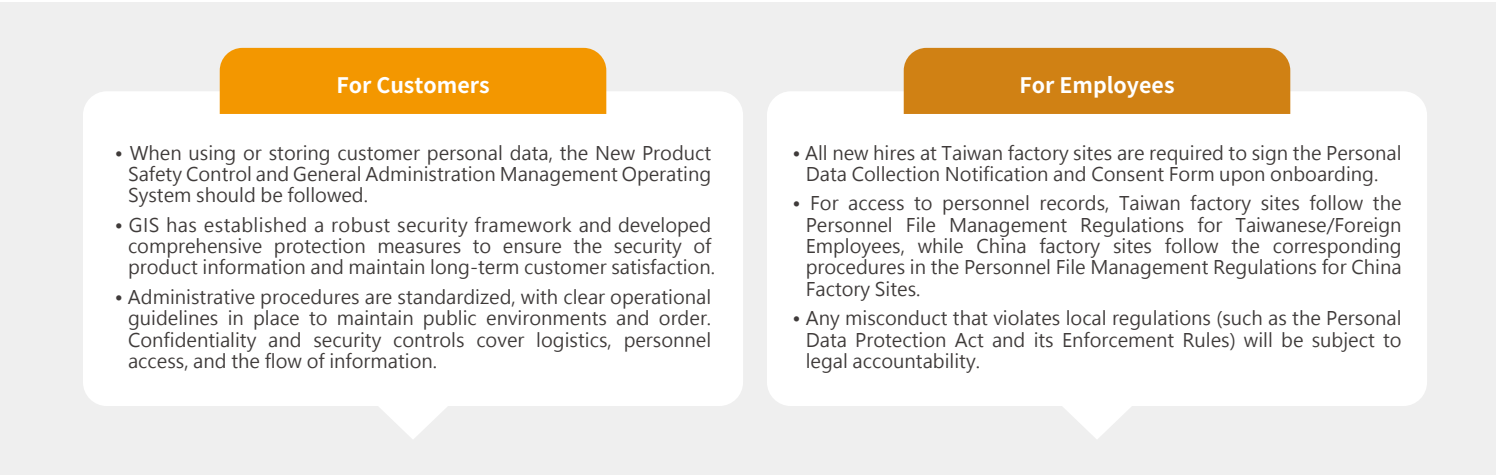 For Customers
• When using or storing customer personal data, the New Product
Safety Control and General Administration Management Operating
System should be followed.
• GIS has established a robust security framework and developed
comprehensive protection measures to ensure the security of
product information and maintain long-term customer satisfaction.
• Administrative procedures are standardized, with clear operational
guidelines in place to maintain public environments and order.
Confidentiality and security controls cover logistics, personnel
access, and the flow of information.
For Employees
• All new hires at Taiwan factory sites are required to sign the Personal
Data Collection Notification and Consent Form upon onboarding.
• For access to personnel records, Taiwan factory sites follow the
Personnel File Management Regulations for Taiwanese/Foreign
Employees, while China factory sites follow the corresponding
procedures in the Personnel File Management Regulations for China
Factory Sites.
• Any misconduct that violates local regulations (such as the Personal
Data Protection Act and its Enforcement Rules) will be subject to
legal accountability.